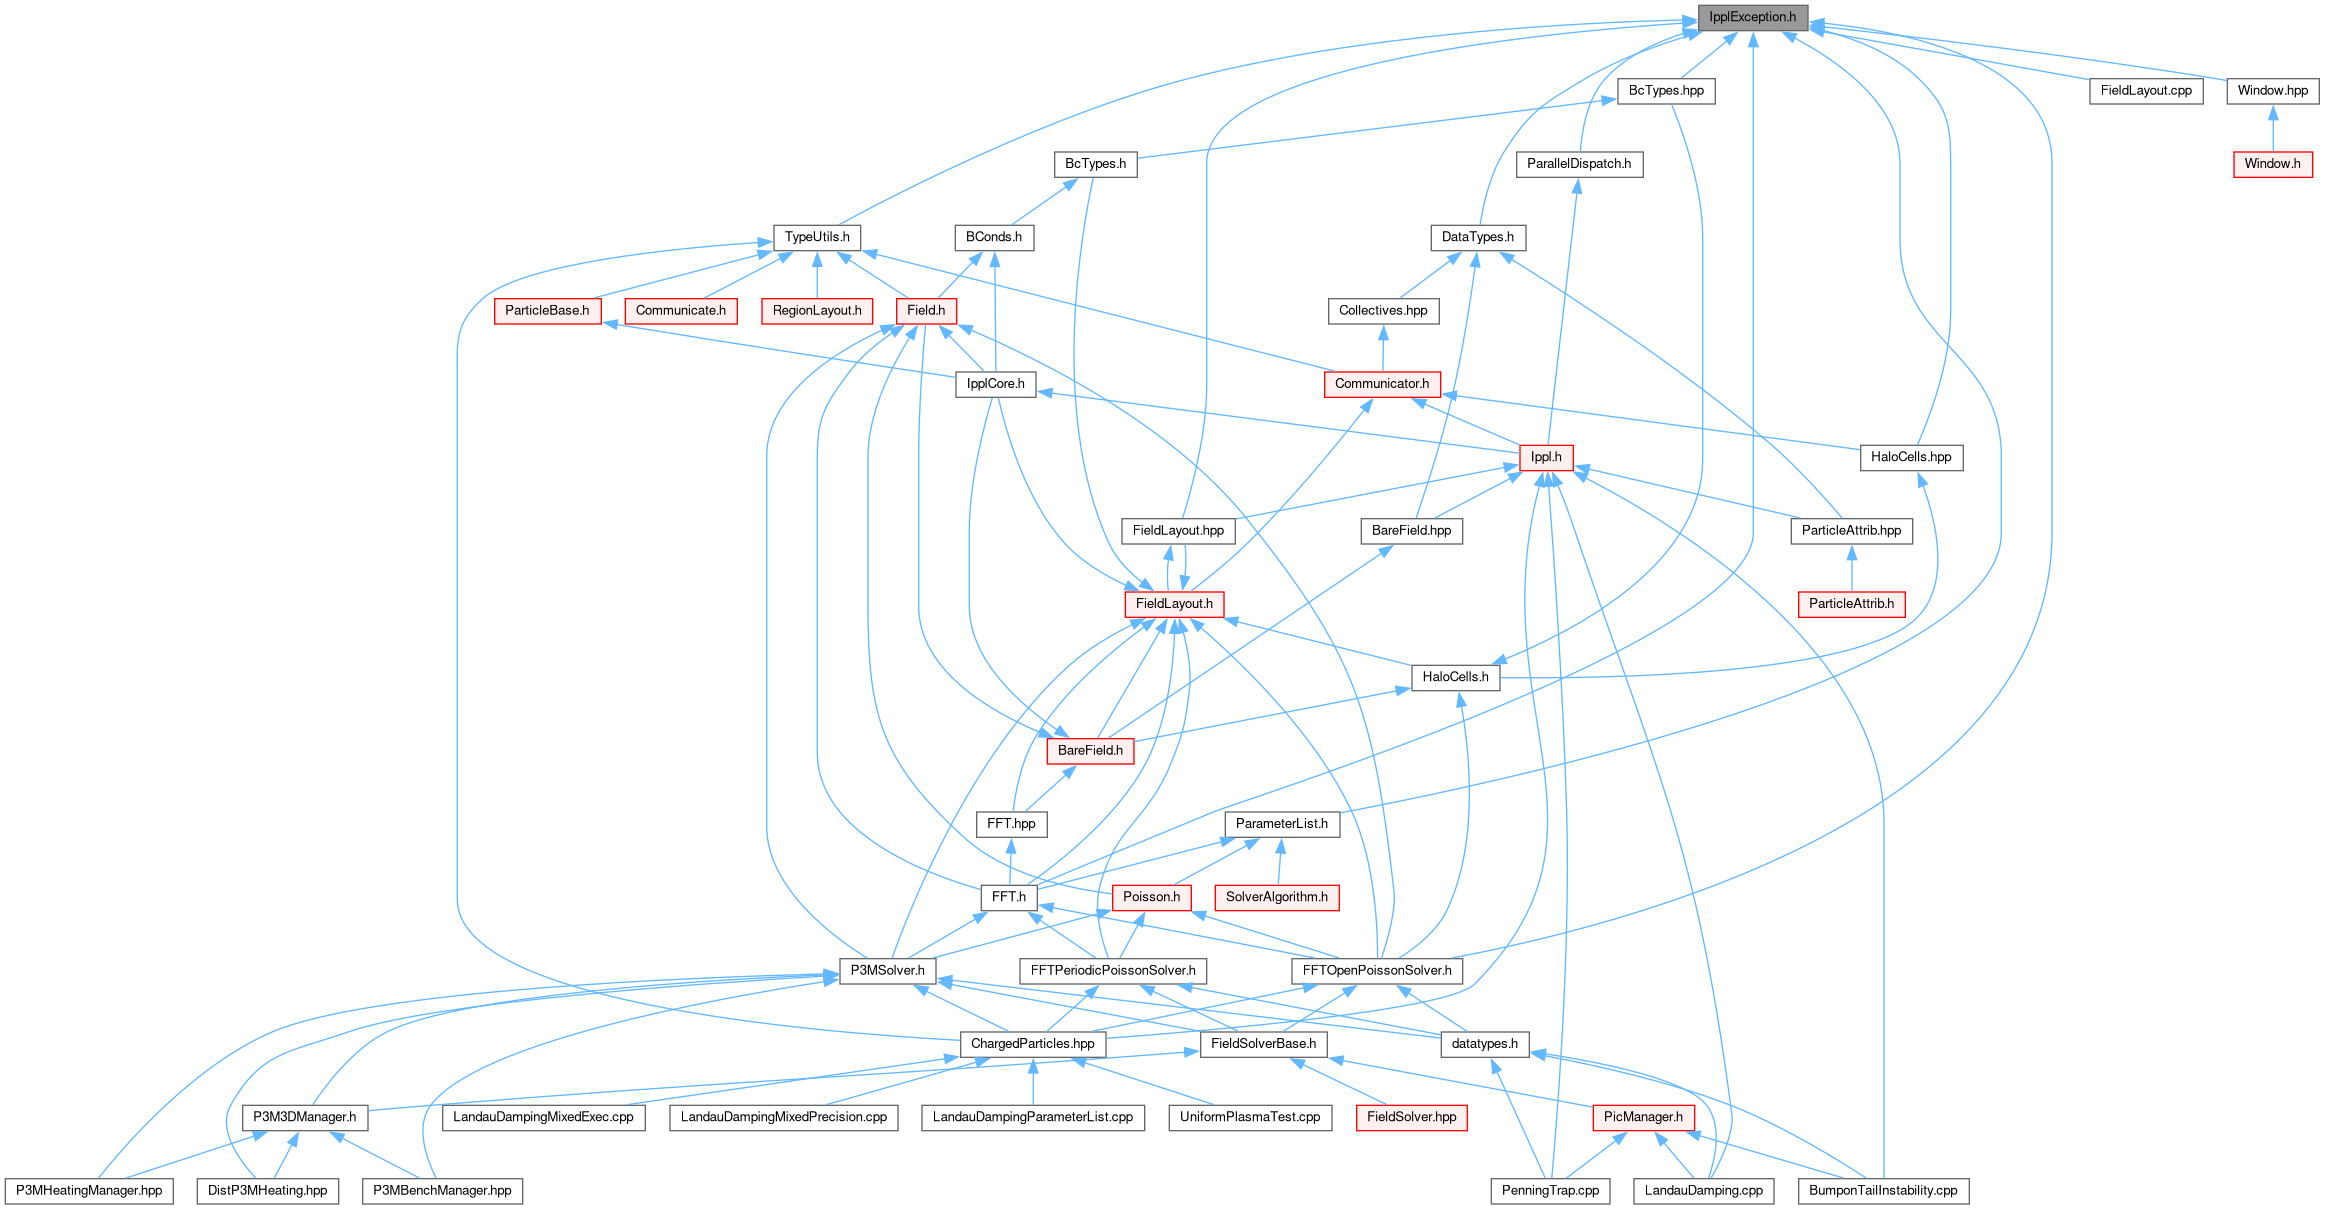 IpplException.h
BcTypes.hpp
FieldLayout.cpp
Window.hpp
BcTypes.h
ParallelDispatch.h
Window.h
TypeUtils.h
BConds.h
DataTypes.h
ParticleBase.h
Communicate.h
RegionLayout.h
Field.h
Collectives.hpp
IpplCore.h
Communicator.h
Ippl.h
HaloCells.hpp
FieldLayout.hpp
BareField.hpp
ParticleAttrib.hpp
FieldLayout.h
ParticleAttrib.h
HaloCells.h
BareField.h
FFT.hpp
ParameterList.h
FFT.h
Poisson.h
SolverAlgorithm.h
P3MSolver.h
FFTPeriodicPoissonSolver.h
FFTOpenPoissonSolver.h
ChargedParticles.hpp
FieldSolverBase.h
datatypes.h
P3M3DManager.h
LandauDampingMixedExec.cpp
LandauDampingMixedPrecision.cpp
LandauDampingParameterList.cpp
UniformPlasmaTest.cpp
FieldSolver.hpp
PicManager.h
P3MHeatingManager.hpp
DistP3MHeating.hpp
P3MBenchManager.hpp
PenningTrap.cpp
LandauDamping.cpp
BumponTailInstability.cpp